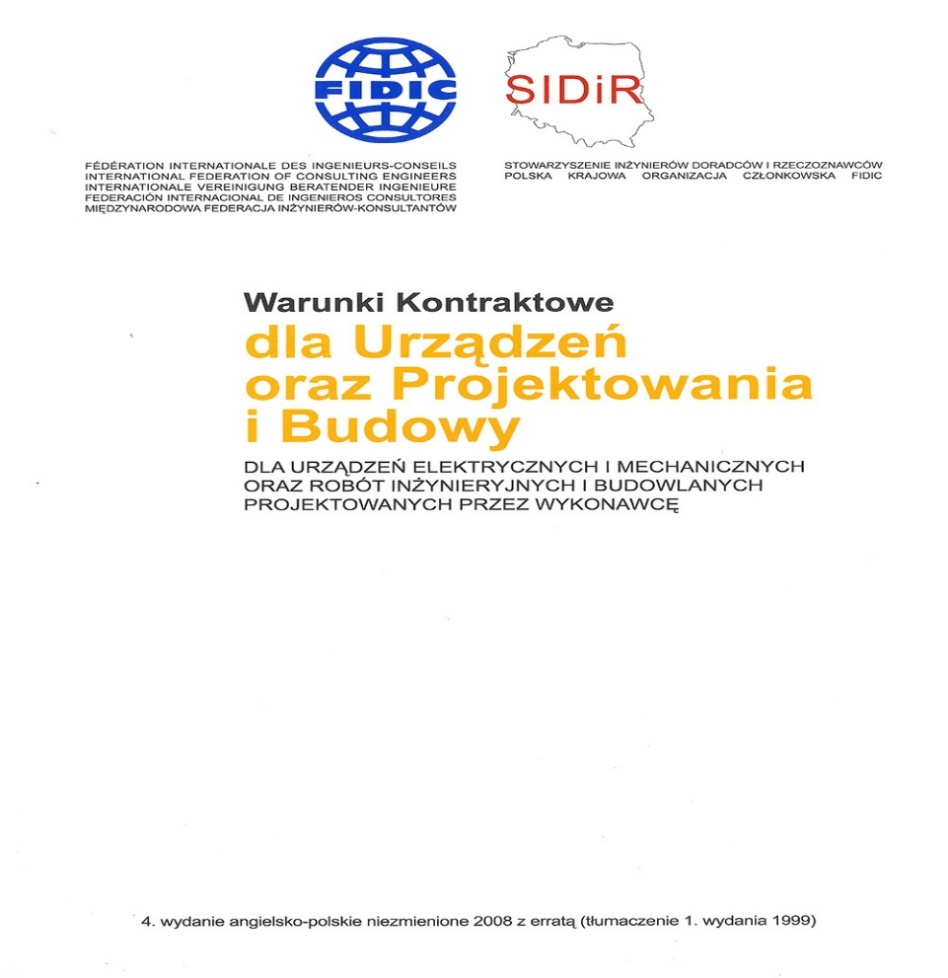 FIDIC
SIDiR
FÉDÉRATION INTERNATIONALE DES INGENIEURS-CONSEILS
INTERNATIONAL FEDERATION OF CONSULTING ENGINEERS
INTERNATIONALE VEREINIGUNG BERATENDER INGENIEURE
FEDERACIÓN INTERNACIONAL DE INGENIEROS CONSULTORES
MIĘDZYNARODOWA FEDERACJA INŻYNIERÓW-KONSULTANTÓW
STOWARZYSZENIE INŻYNIERÓW DORADCÓW I RZECZOZNAWCÓW
POLSKA KRAJOWA ORGANIZACJA CZŁONKOWSKA FIDIC
Warunki Kontraktowe
dla Urządzeń
oraz Projektowania
i Budowy
DLA URZĄDZEŃ ELEKTRYCZNYCH I MECHANICZNYCH
ORAZ ROBÓT INŻYNIERYJNYCH I BUDOWLANYCH
PROJEKTOWANYCH PRZEZ WYKONAWCĘ
4. wydanie angielsko-polskie niezmienione 2008 z erratą (tłumaczenie 1. wydania 1999)